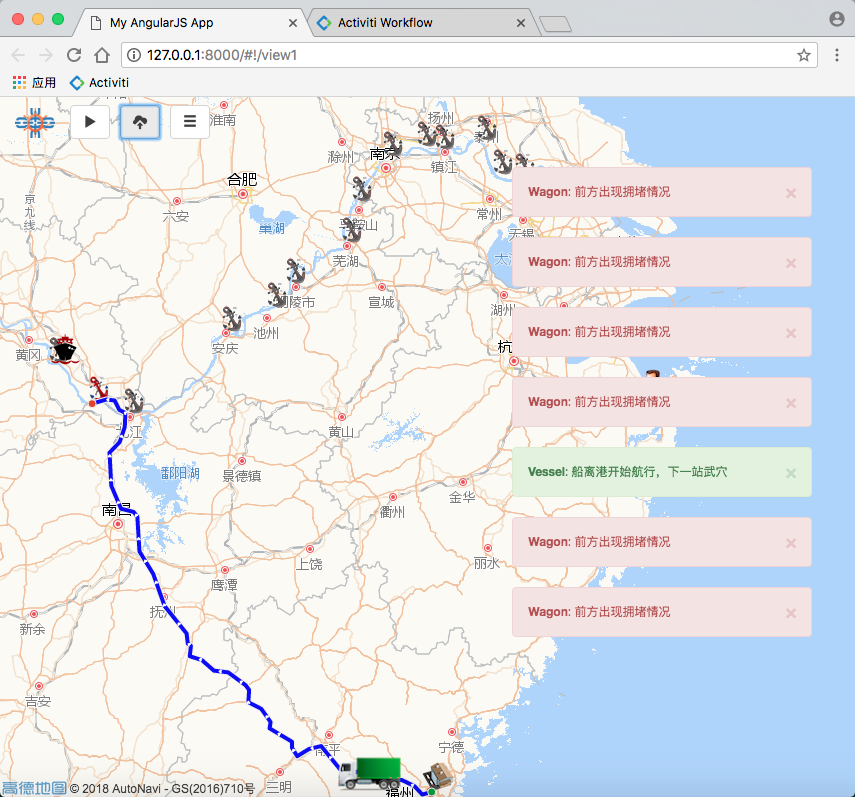 My AngularJS App
Activiti Workflow
127.0.0.1:8000/#!/view1
应用
Activiti
淮南
扬州
泰州
滁州
南京
镇江
合肥
六安
京九线
常州
巢湖
马鞍山
无锡
芜湖
太
铜陵市
宣城
湖州
池州
安庆
黄冈
杭
九江
黄山
鄱阳湖
景德镇
金华
衢州
南昌
上饶
丽水
鹰潭
抚州
新余
吉安
南平
宁德
三明
福州
Wagon: 前方出现拥堵情况 ×
Wagon: 前方出现拥堵情况 ×
Wagon: 前方出现拥堵情况 ×
Wagon: 前方出现拥堵情况 ×
Vessel: 船离港开始航行，下一站武穴 ×
Wagon: 前方出现拥堵情况 ×
Wagon: 前方出现拥堵情况 ×
高德地图 © 2018 AutoNavi - GS(2016)710号